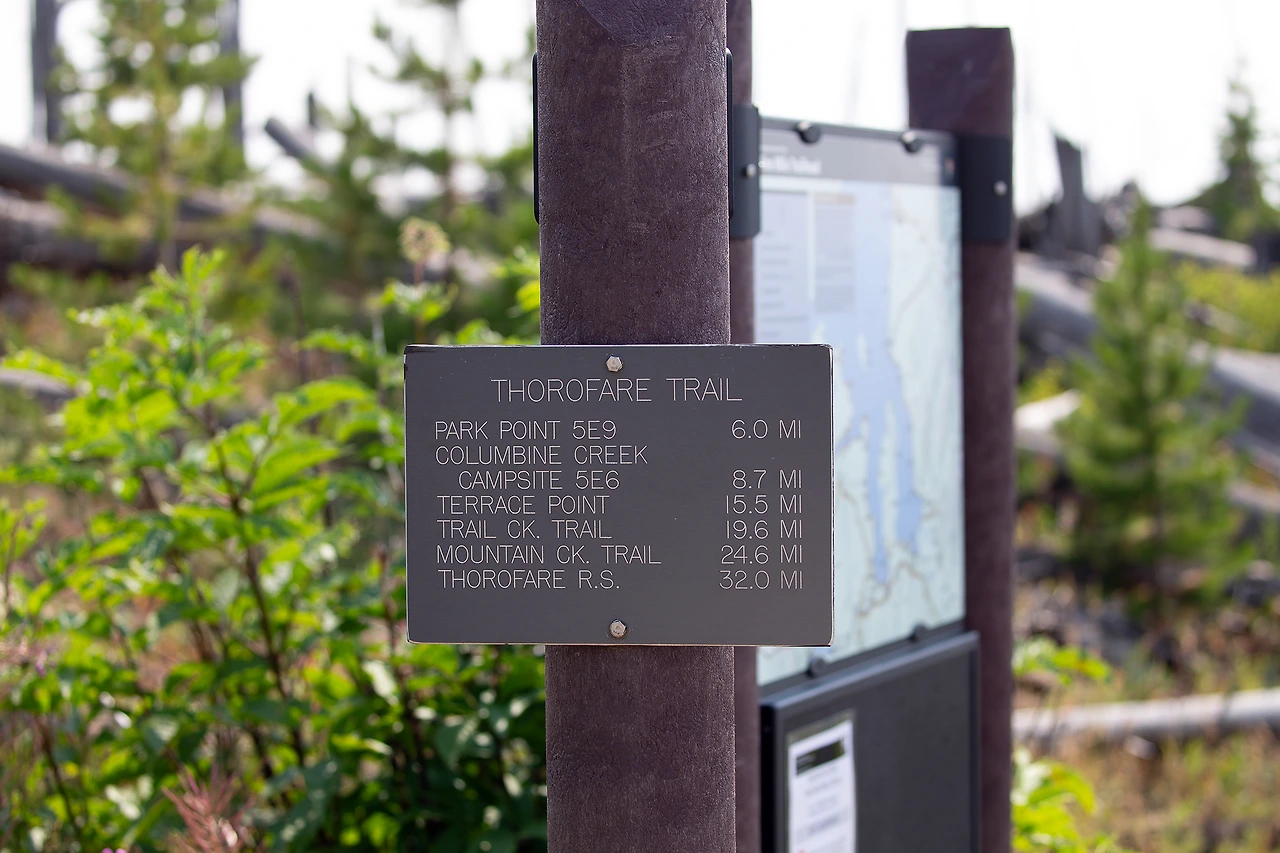 THOROFARE TRAIL
PARK POINT 5E9 6.0 MI
COLUMBINE CREEK
CAMPSITE 5E6 8.7 MI
TERRACE POINT 15.5 MI
TRAIL CK. TRAIL 19.6 MI
MOUNTAIN CK. TRAIL 24.6 MI
THOROFARE R.S. 32.0 MI